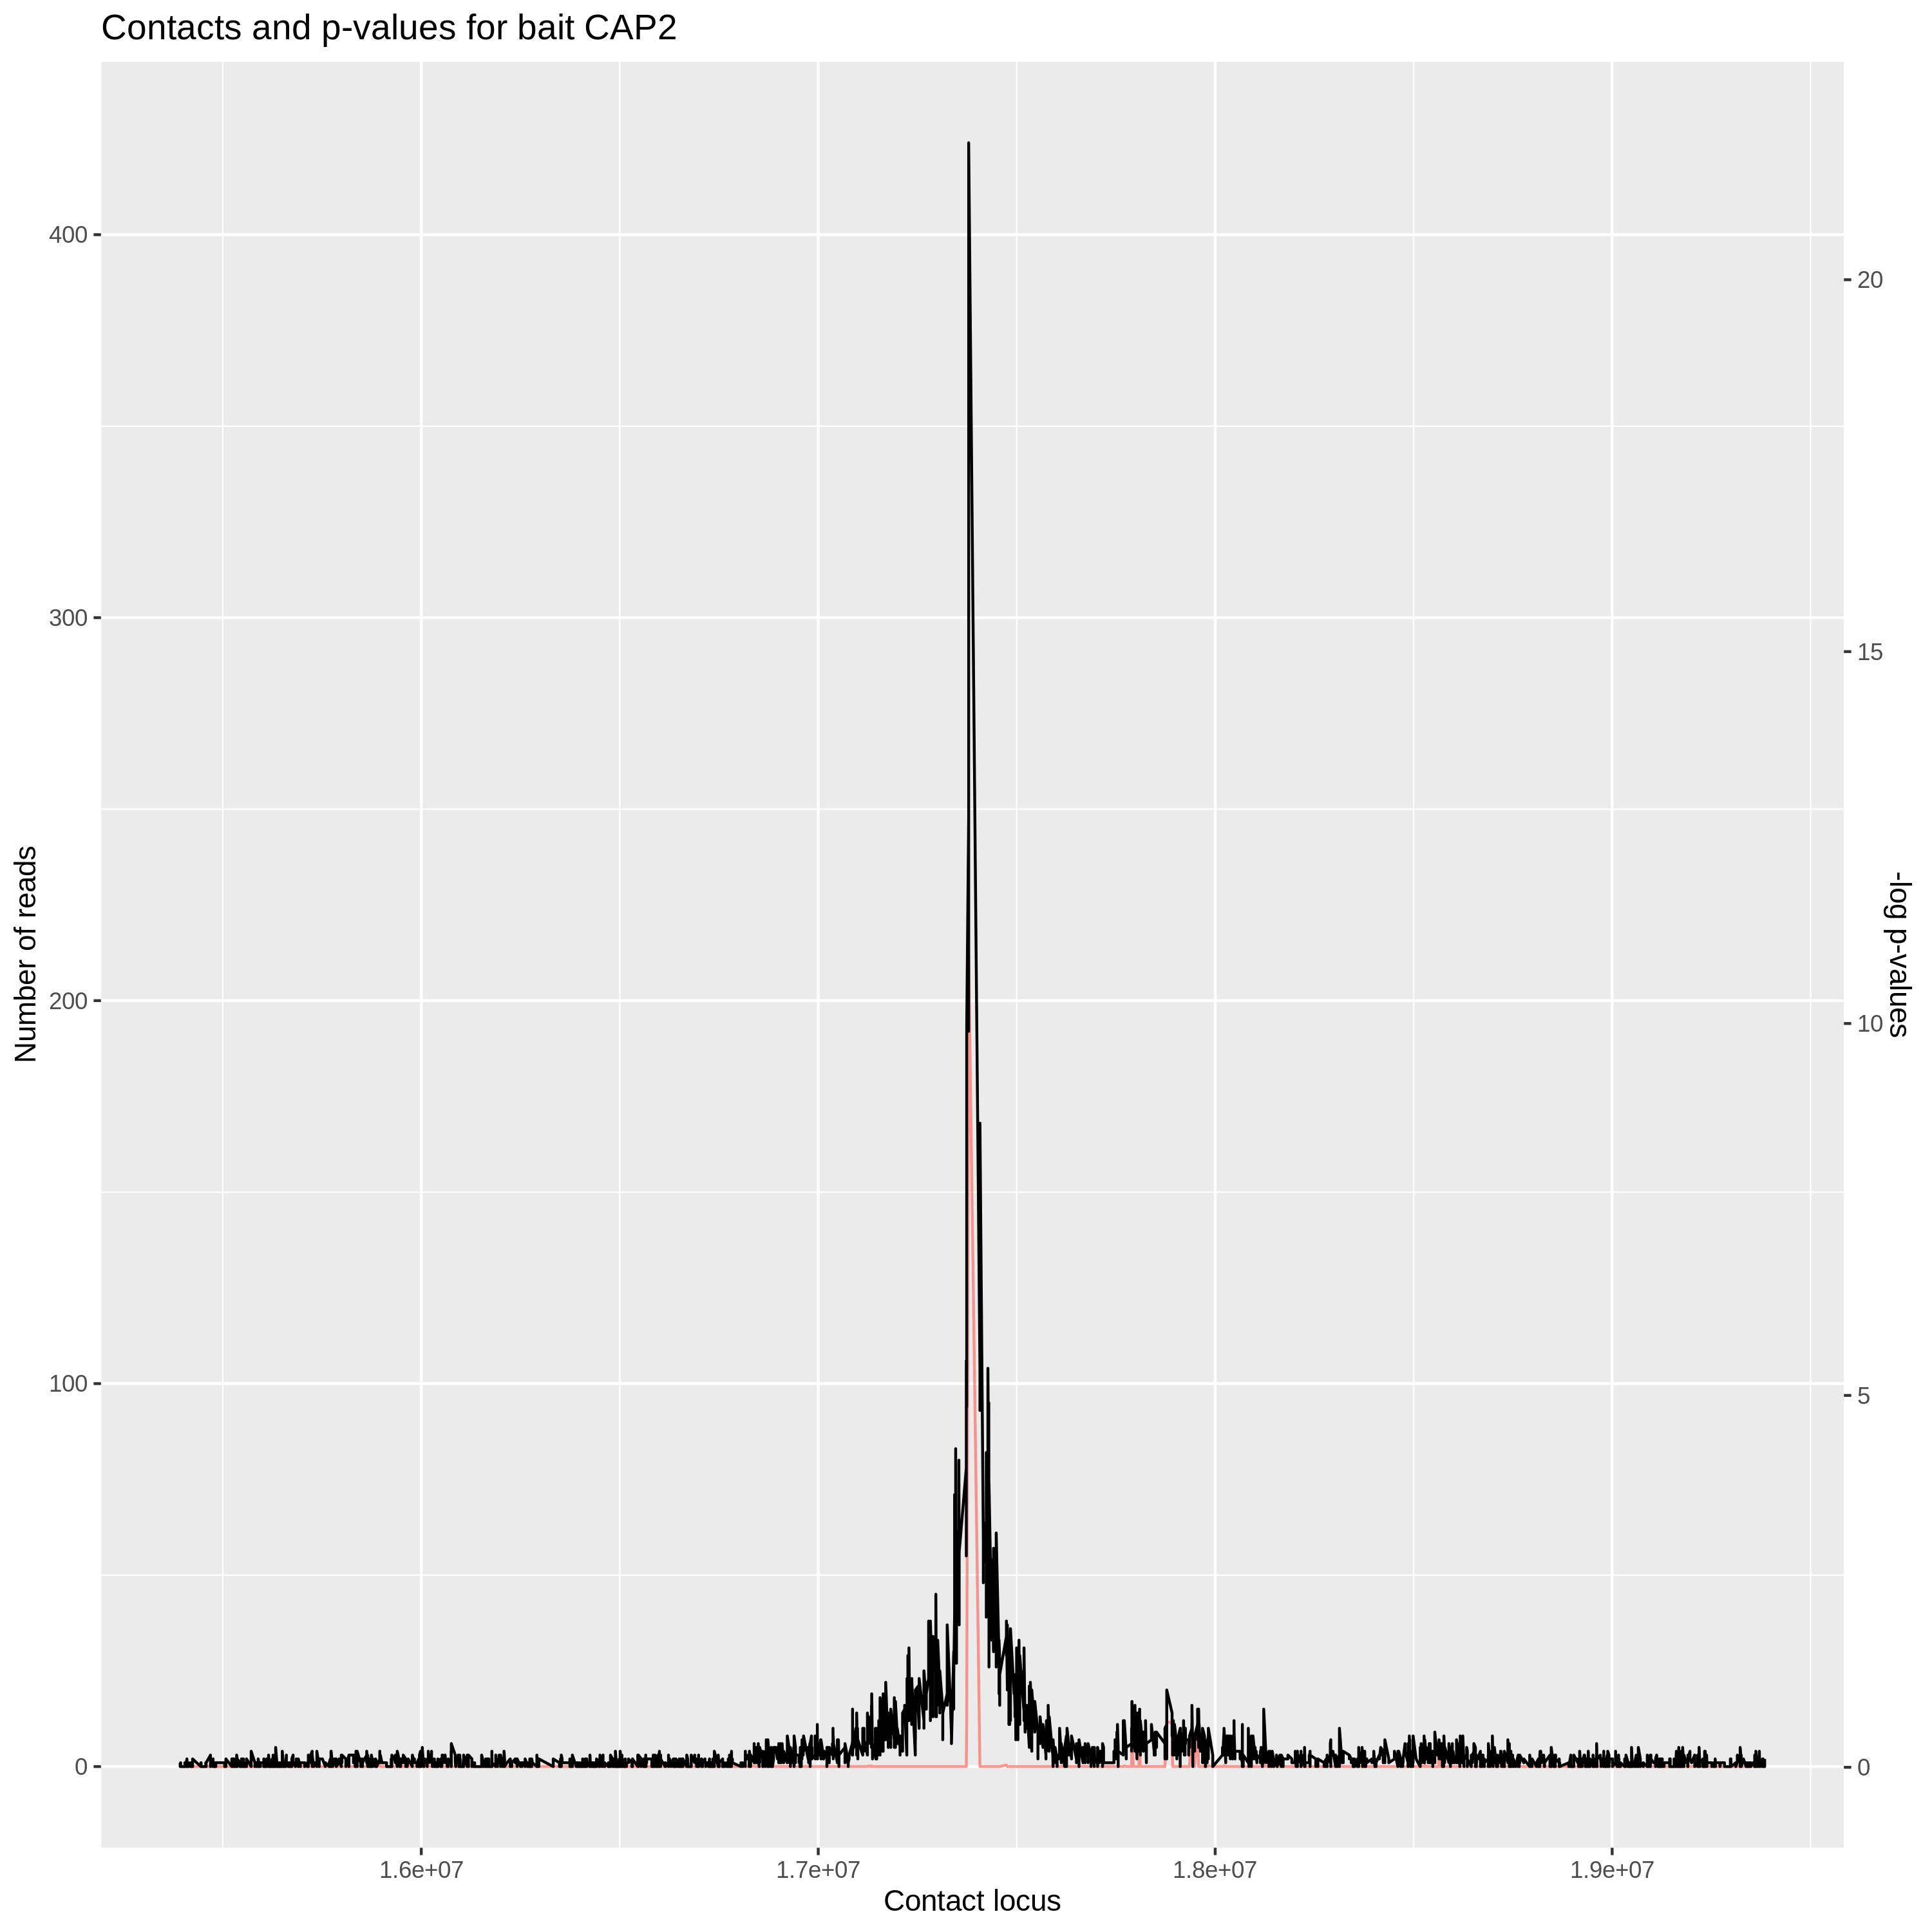 Contacts and p-values for bait CAP2
Number of reads
400
300
200
100
0
20
15
10
5
0
-log p-values
1.6e+07 1.7e+07 1.8e+07 1.9e+07
Contact locus